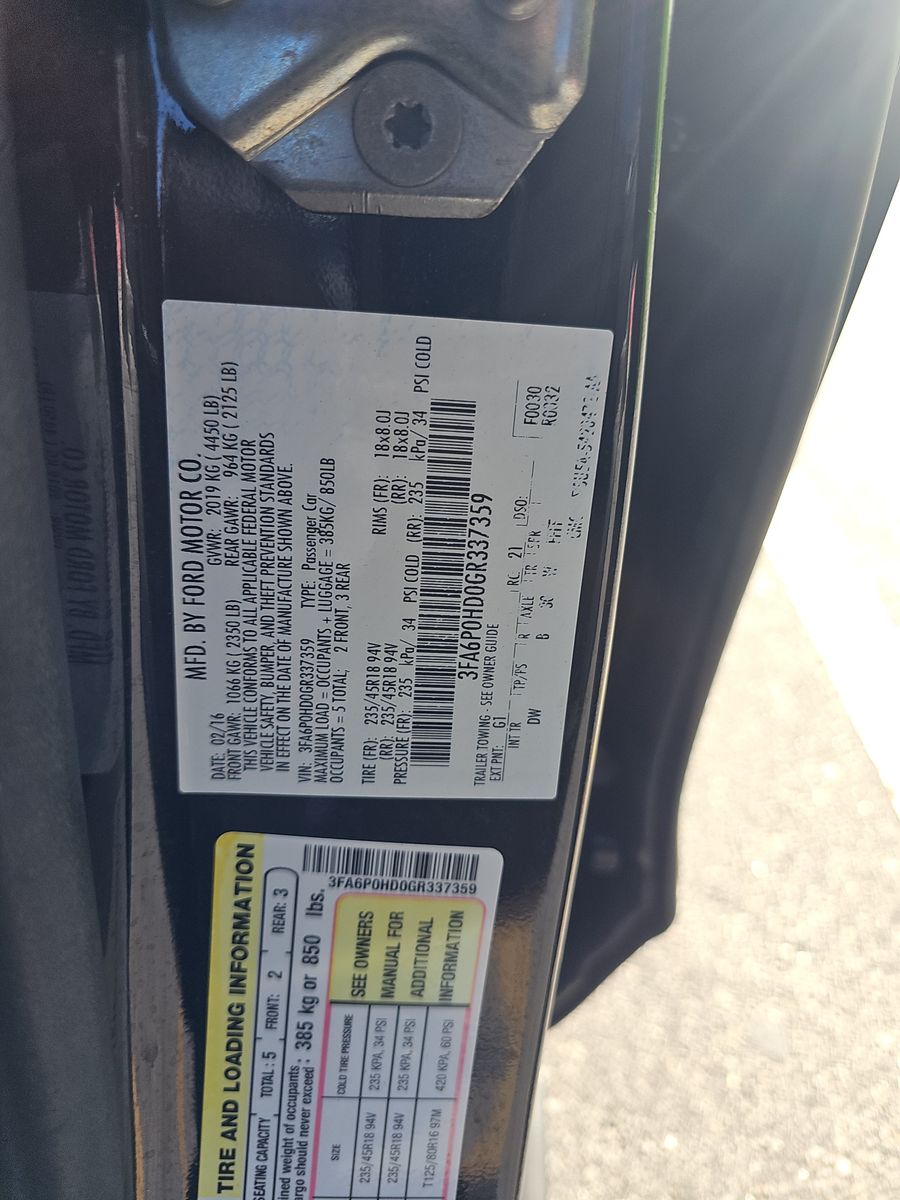 MFD. BY FORD MOTOR CO.
DATE: 02/16 GVWR: 2019 KG ( 4450 LB)
FRONT GAWR: 1066 KG ( 2350 LB) REAR GAWR: 964 KG ( 2125 LB)
THIS VEHICLE CONFORMS TO ALL APPLICABLE FEDERAL MOTOR
VEHICLE SAFETY, BUMPER, AND THEFT PREVENTION STANDARDS
IN EFFECT ON THE DATE OF MANUFACTURE SHOWN ABOVE.
VIN: 3FA6P0HD0GR337359 TYPE: Passenger Car
MAXIMUM LOAD = OCCUPANTS + LUGGAGE = 385KG/ 850LB
OCCUPANTS = 5 TOTAL: 2 FRONT, 3 REAR
TIRE (FR): 235/45R18 94V RIMS (FR): 18x8.0J
(RR): 235/45R18 94V (RR): 18x8.0J
PRESSURE (FR): 235 kPa/ 34 PSI COLD (RR): 235 kPa/ 34 PSI COLD
3FA6P0HD0GR337359
TRAILER TOWING - SEE OWNER GUIDE
EXT PNT: G1 RC: 21 DSO: F0030
INT TR TP/PS R AXLE TR SPR R0032
DW B
TIRE AND LOADING INFORMATION
SEATING CAPACITY TOTAL : 5 FRONT: 2 REAR: 3
weight of occupants
should never exceed : 385 kg or 850 lbs.
3FA6P0HD0GR337359
SIZE COLD TIRE PRESSURE SEE OWNERS
235/45R18 94V 235 KPA, 34 PSI MANUAL FOR
235/45R18 94V 235 KPA, 34 PSI ADDITIONAL
T125/80R16 97M 420 KPA, 60 PSI INFORMATION